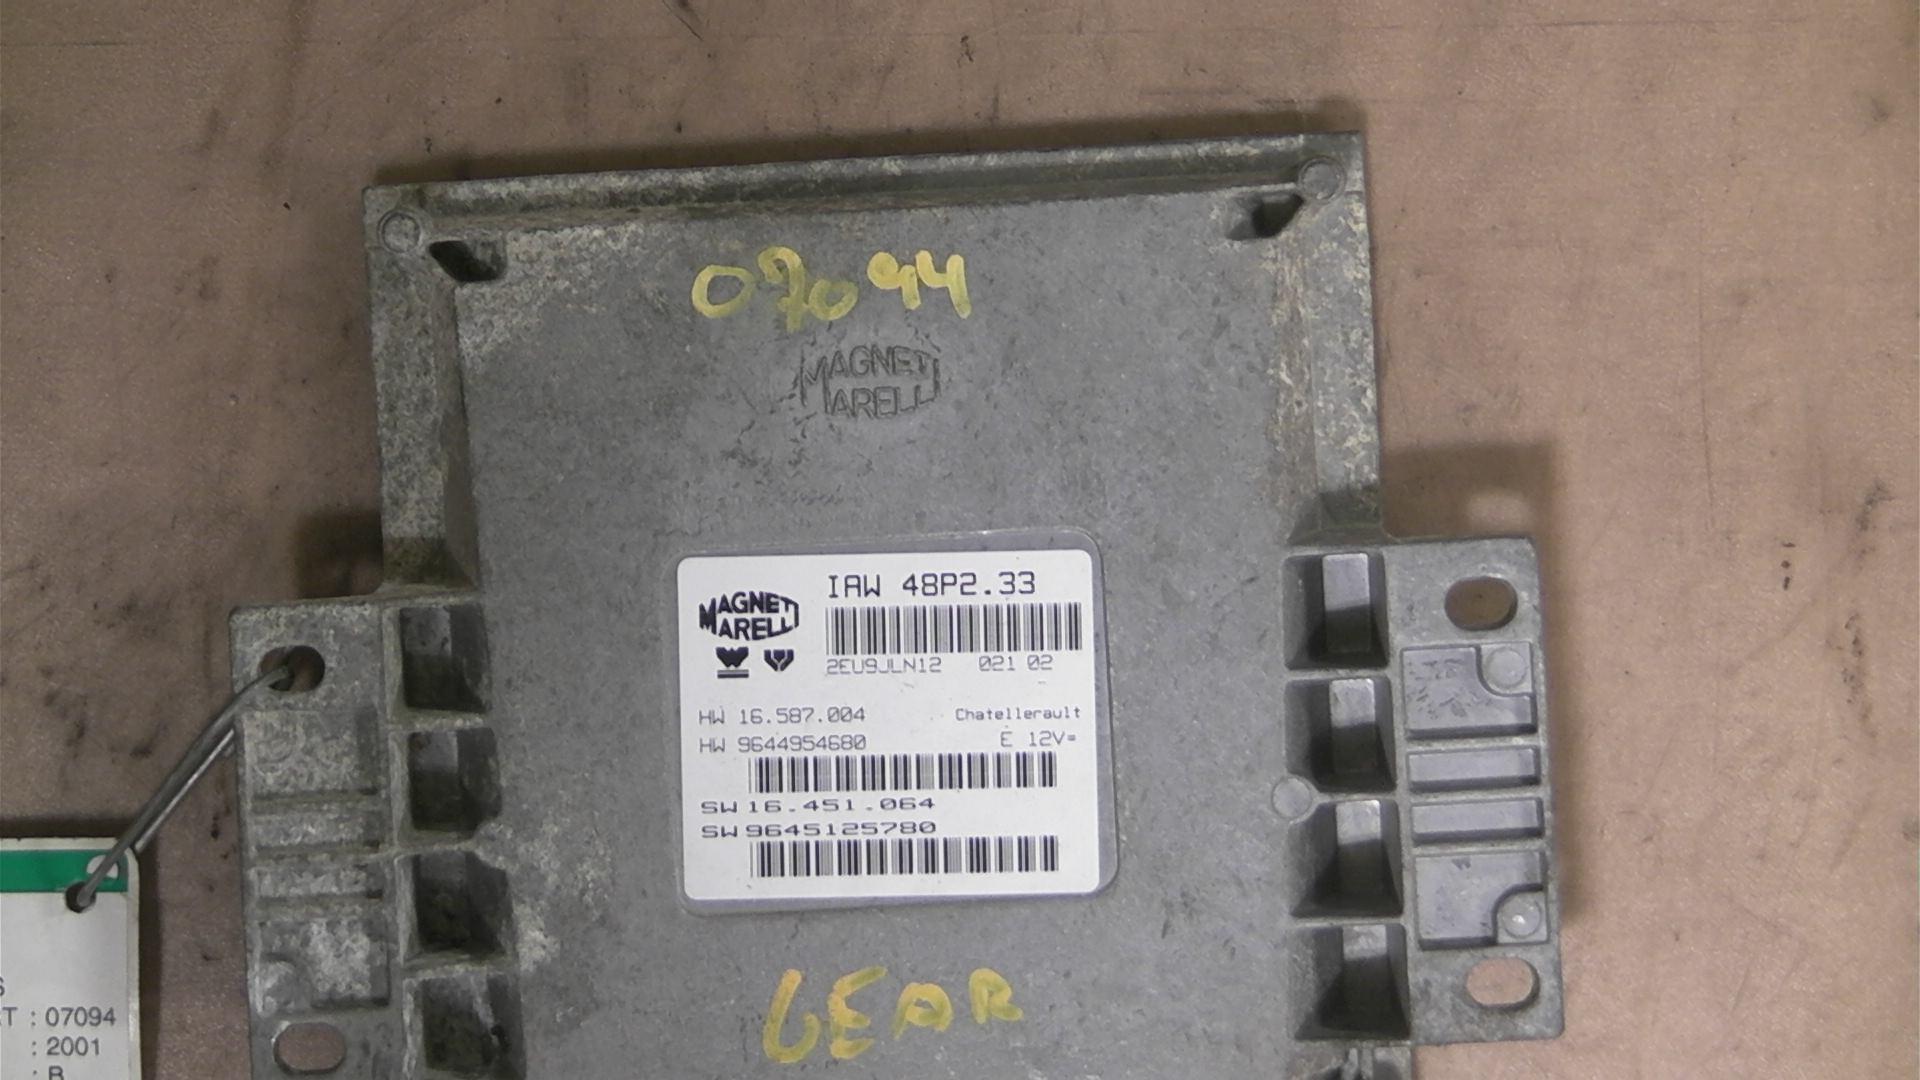 07094
MAGNETI
MARELLI
IAW 48P2.33
MAGNETI
MARELLI
2EU9JLN12 021 02
HW 16.587.004 Chatellerault
HW 9644954680 E 12V=
SW 16.451.064
SW 9645125780
GEAR
T : 07094
: 2001
: B